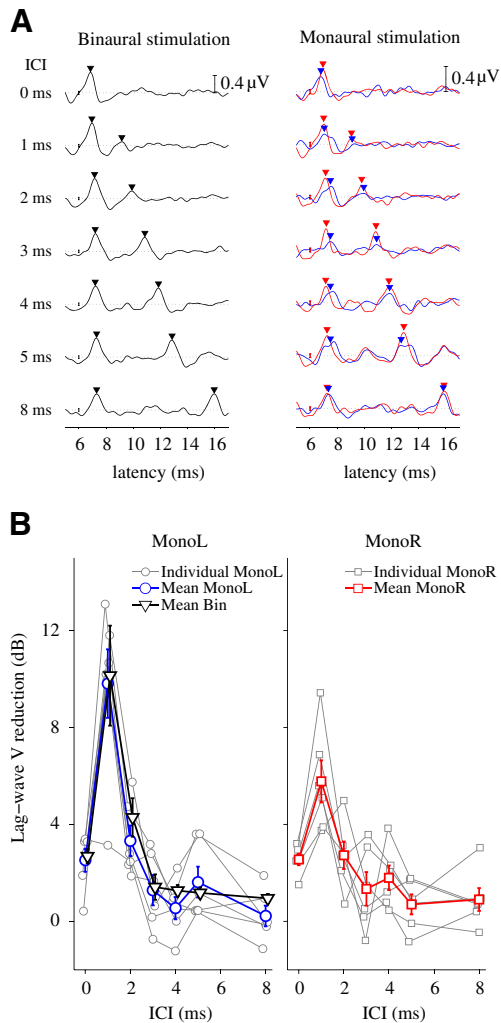 A
Binaural stimulation
Monaural stimulation
ICI
0 ms
0.4 µV
0.4 µV
1 ms
2 ms
3 ms
4 ms
5 ms
8 ms
6 8 10 12 14 16
6 8 10 12 14 16
latency (ms)
latency (ms)
B
MonoL
MonoR
Individual MonoL
Mean MonoL
Mean Bin
Individual MonoR
Mean MonoR
Lag−wave V reduction (dB)
12
8
4
0
0 2 4 6 8
0 2 4 6 8
ICI (ms)
ICI (ms)